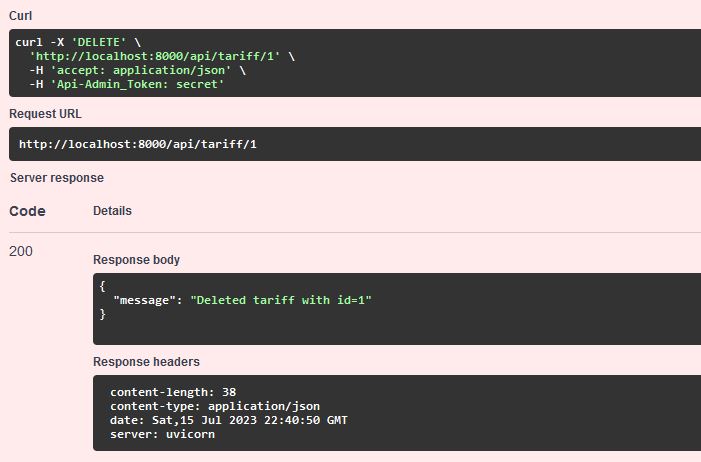 Curl
curl -X 'DELETE' \
  'http://localhost:8000/api/tariff/1' \
  -H 'accept: application/json' \
  -H 'Api-Admin_Token: secret'
Request URL
http://localhost:8000/api/tariff/1
Server response
Code Details
200
Response body
{
  "message": "Deleted tariff with id=1"
}
Response headers
content-length: 38
content-type: application/json
date: Sat,15 Jul 2023 22:40:50 GMT
server: uvicorn